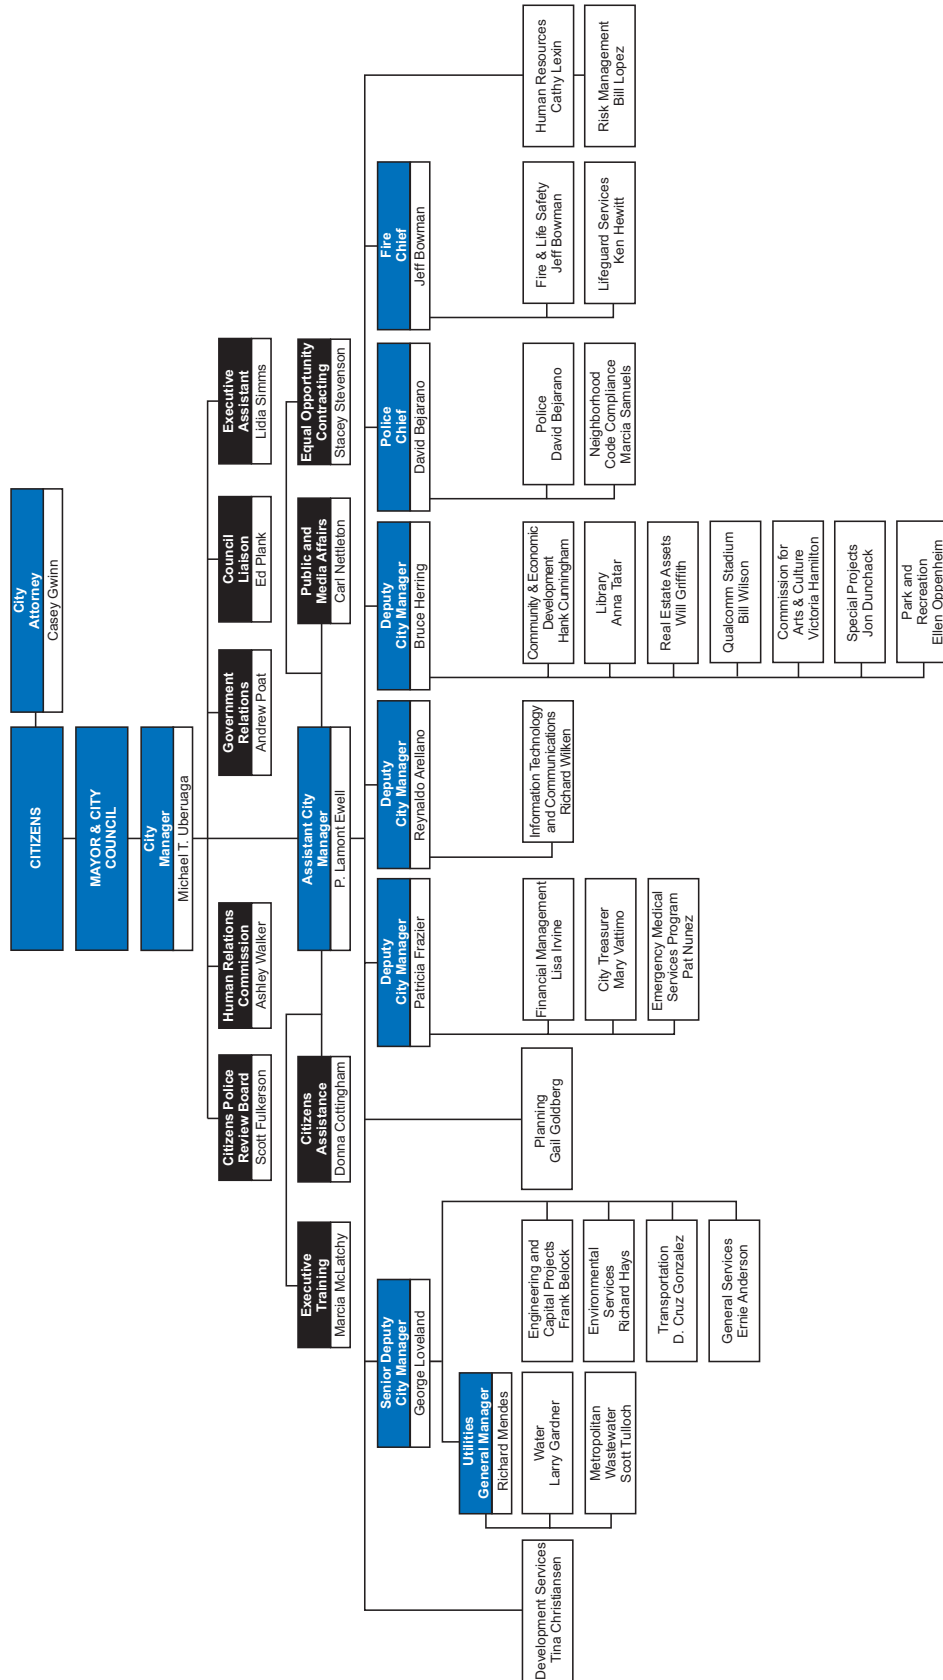 CITIZENS
City
Attorney
Casey Gwinn
MAYOR & CITY
COUNCIL
City
Manager
Michael T. Uberuaga
Citizens Police
Review Board
Scott Fulkerson
Human Relations
Commission
Ashley Walker
Government
Relations
Andrew Poat
Council
Liaison
Ed Plank
Executive
Assistant
Lidia Simms
Executive
Training
Marcia McLatchy
Citizens
Assistance
Donna Cottingham
Assistant City
Manager
P. Lamont Ewell
Public and
Media Affairs
Carl Nettleton
Equal Opportunity
Contracting
Stacey Stevenson
Senior Deputy
City Manager
George Loveland
Deputy
City Manager
Patricia Frazier
Deputy
City Manager
Reynaldo Arellano
Deputy
City Manager
Bruce Herring
Police
Chief
David Bejarano
Fire
Chief
Jeff Bowman
Utilities
General Manager
Richard Mendes
Development Services
Tina Christiansen
Water
Larry Gardner
Metropolitan
Wastewater
Scott Tulloch
Engineering and
Capital Projects
Frank Belock
Environmental
Services
Richard Hays
Transportation
D. Cruz Gonzalez
General Services
Ernie Anderson
Planning
Gail Goldberg
Financial Management
Lisa Irvine
City Treasurer
Mary Vattimo
Emergency Medical
Services Program
Pat Nunez
Information Technology
and Communications
Richard Wilken
Community & Economic
Development
Hank Cuningham
Library
Anna Tatar
Real Estate Assets
Will Griffith
Qualcomm Stadium
Bill Wilson
Commission for
Arts & Culture
Victoria Hamilton
Special Projects
Jon Dunchack
Park and
Recreation
Ellen Oppenheim
Police
David Bejarano
Neighborhood
Code Compliance
Marcia Samuels
Fire & Life Safety
Jeff Bowman
Lifeguard Services
Ken Hewitt
Human Resources
Cathy Lexin
Risk Management
Bill Lopez